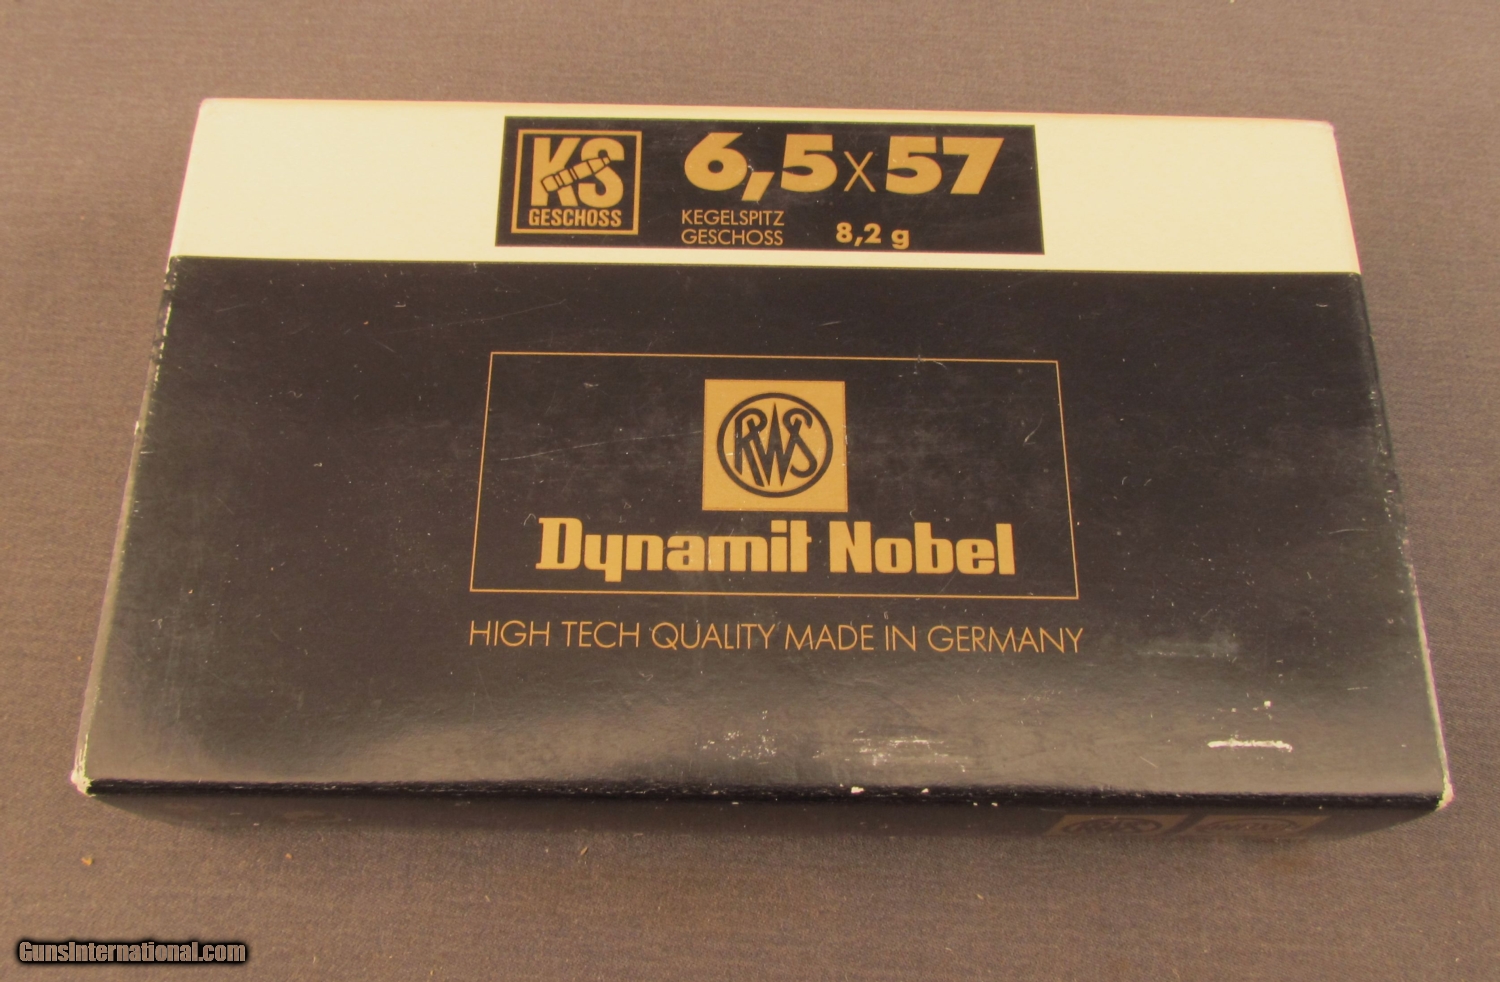 KS
GESCHOSS
6,5x57
KEGELSPITZ
GESCHOSS
8,2 g
RWS
Dynamit Nobel
HIGH TECH QUALITY MADE IN GERMANY
RWS
GunsInternational.com